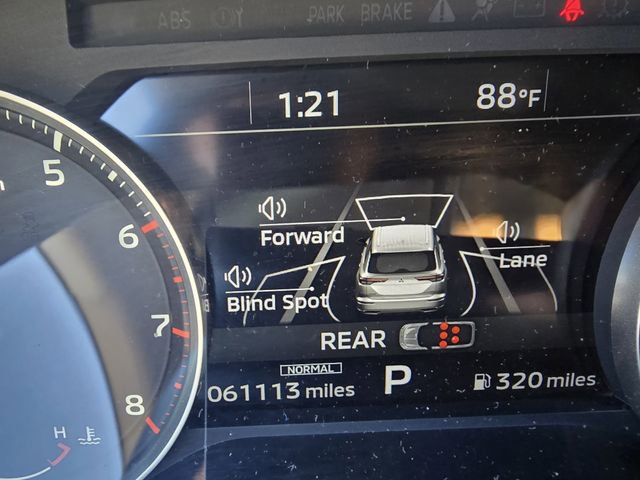 ABS PARK BRAKE
1:21 88°F
5
6
7
8
H
Forward
Lane
Blind Spot
REAR
NORMAL
061113 miles P 320 miles